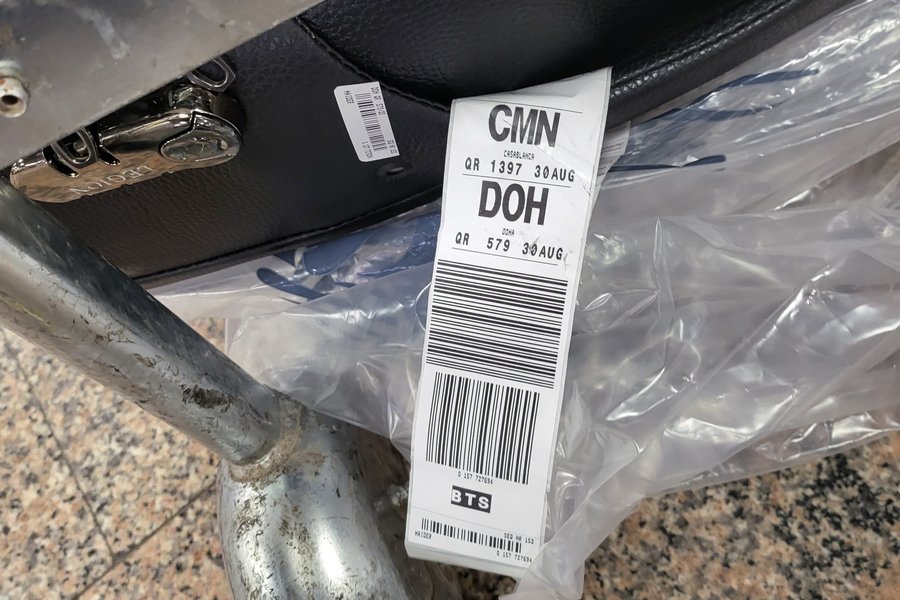 CMN
CASABLANCA
QR 1397 30AUG
DOH
DOHA
QR 579 30AUG
0 157 727694
BTS
HAIDER
SEQ NR 153
0 157 727694